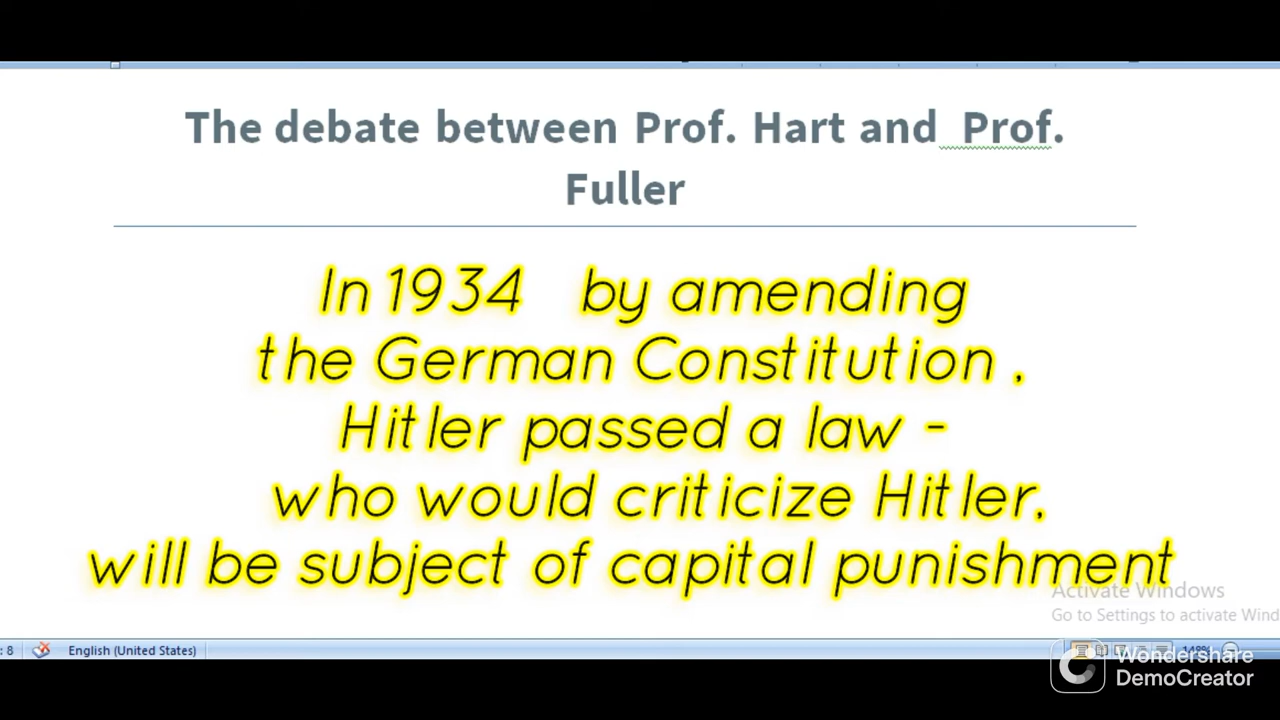 The debate between Prof. Hart and  Prof.
Fuller
In 1934   by amending
the German Constitution ,
Hitler passed a law -
who would criticize Hitler,
will be subject of capital punishment
Activate Windows
Go to Settings to activate Wind
: 8 English (United States) 148%
Wondershare
DemoCreator